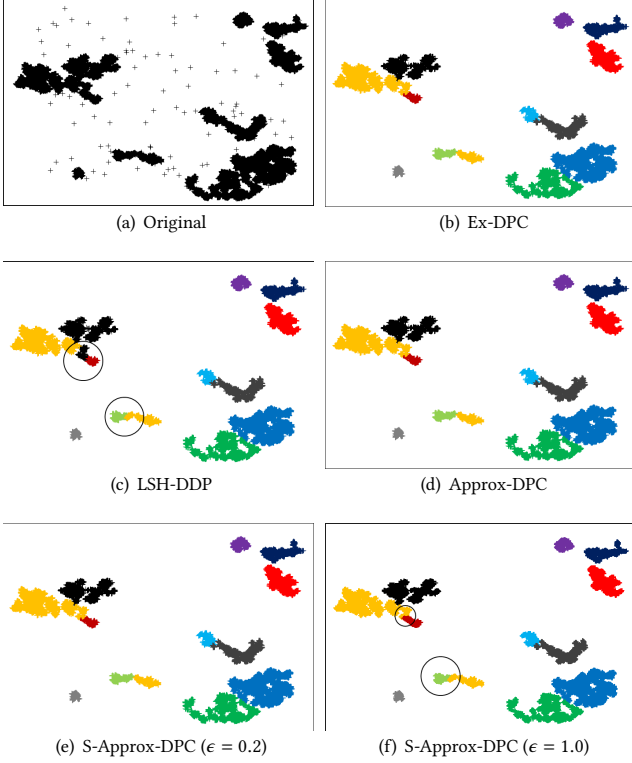 (a) Original
(b) Ex-DPC
(c) LSH-DDP
(d) Approx-DPC
(e) S-Approx-DPC (ϵ = 0.2)
(f) S-Approx-DPC (ϵ = 1.0)